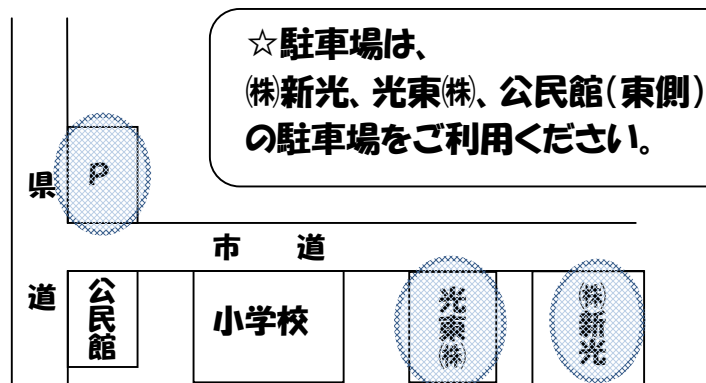 ☆駐車場は、
㈱新光、光東㈱、公民館(東側)
の駐車場をご利用ください。
P
県道
市 道
公民館
小学校
光東㈱
㈱新光